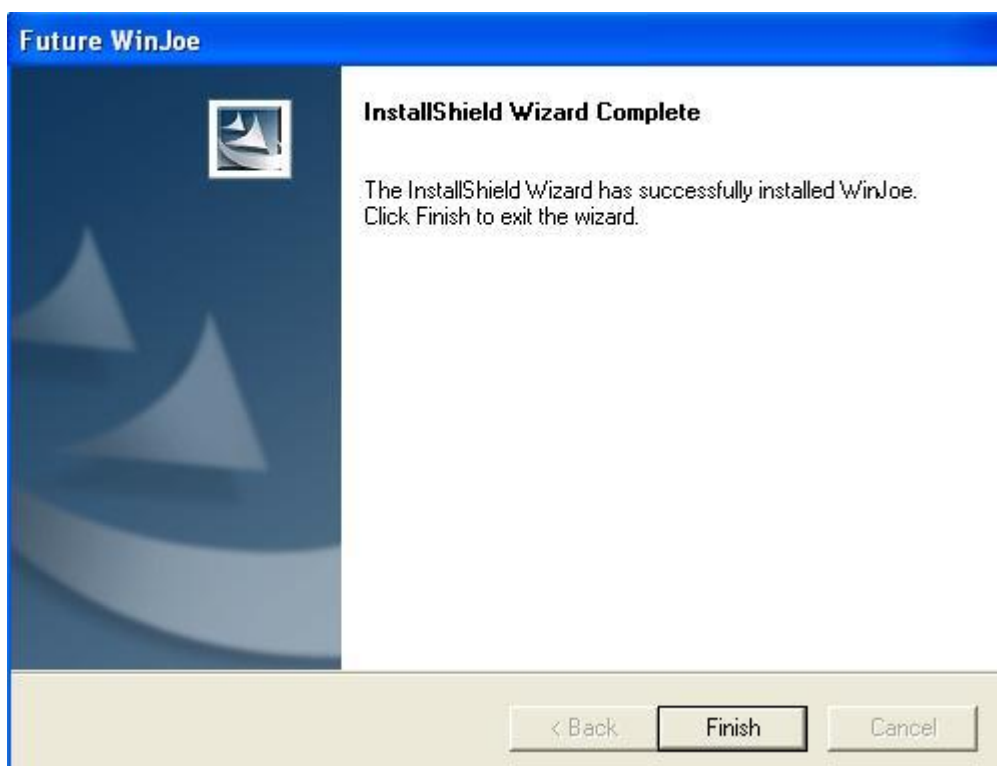 Future WinJoe
InstallShield Wizard Complete
The InstallShield Wizard has successfully installed WinJoe.
Click Finish to exit the wizard.
< Back
Finish
Cancel